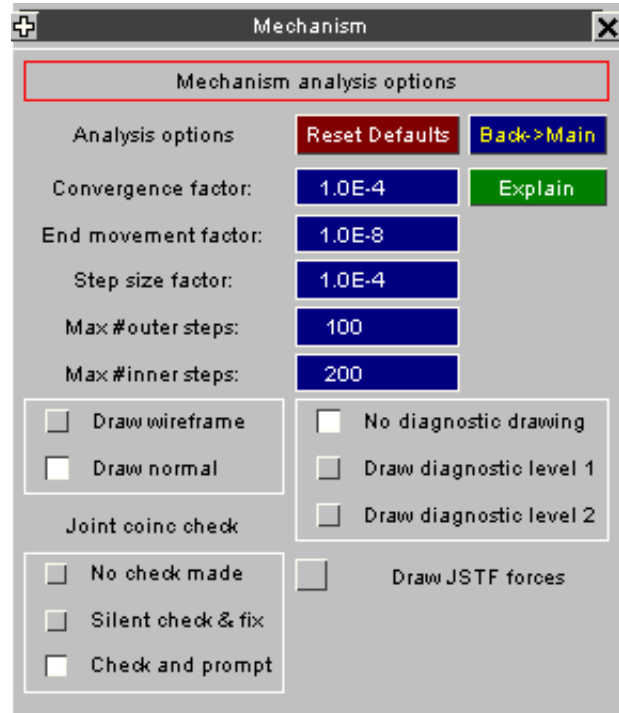 Mechanism
Mechanism analysis options
Analysis options Reset Defaults Back->Main
Convergence factor: 1.0E-4 Explain
End movement factor: 1.0E-8
Step size factor: 1.0E-4
Max #outer steps: 100
Max #inner steps: 200
Draw wireframe No diagnostic drawing
Draw normal Draw diagnostic level 1
Draw diagnostic level 2
Joint coinc check
No check made Draw JSTF forces
Silent check & fix
Check and prompt